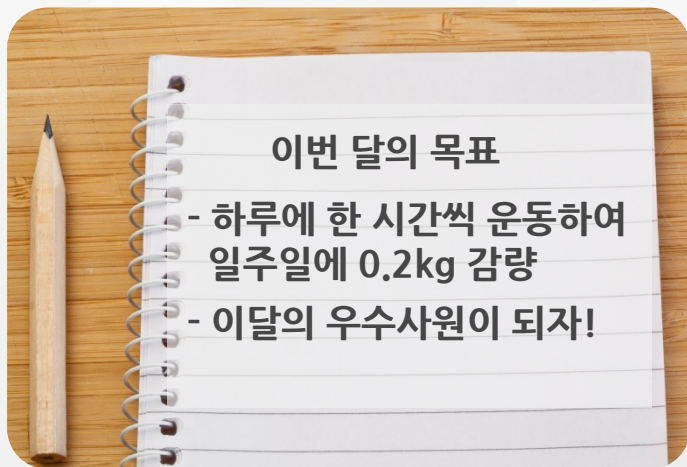 이번 달의 목표
- 하루에 한 시간씩 운동하여
일주일에 0.2kg 감량
- 이달의 우수사원이 되자!